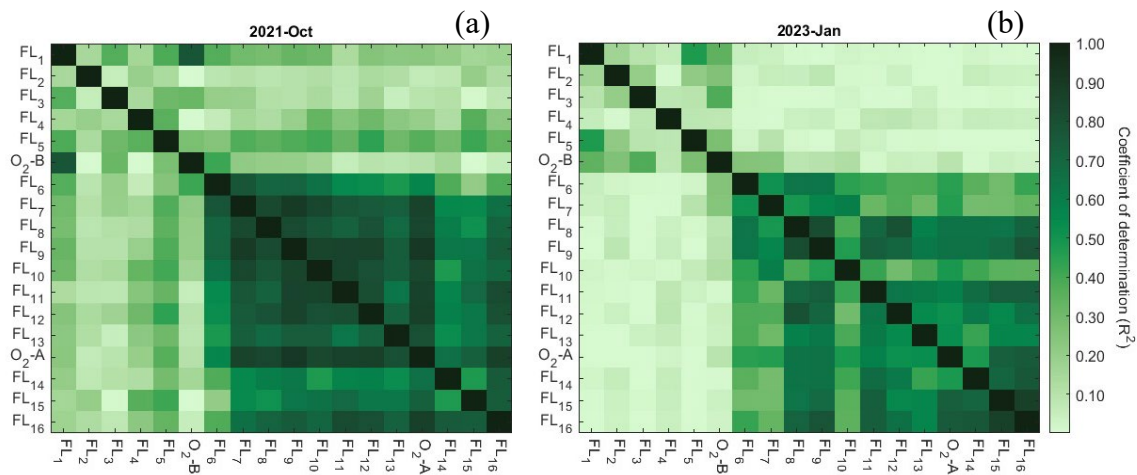 (a)
2021-Oct
FL1
FL2
FL3
FL4
FL5
O2-B
FL6
FL7
FL8
FL9
FL10
FL11
FL12
FL13
O2-A
FL14
FL15
FL16
FL1
FL2
FL3
FL4
FL5
O2-B
FL6
FL7
FL8
FL9
FL10
FL11
FL12
FL13
O2-A
FL14
FL15
FL16
(b)
2023-Jan
FL1
FL2
FL3
FL4
FL5
O2-B
FL6
FL7
FL8
FL9
FL10
FL11
FL12
FL13
O2-A
FL14
FL15
FL16
FL1
FL2
FL3
FL4
FL5
O2-B
FL6
FL7
FL8
FL9
FL10
FL11
FL12
FL13
O2-A
FL14
FL15
FL16
1.00
0.90
0.80
0.70
0.60
0.50
0.40
0.30
0.20
0.10
Coefficient of determination (R²)